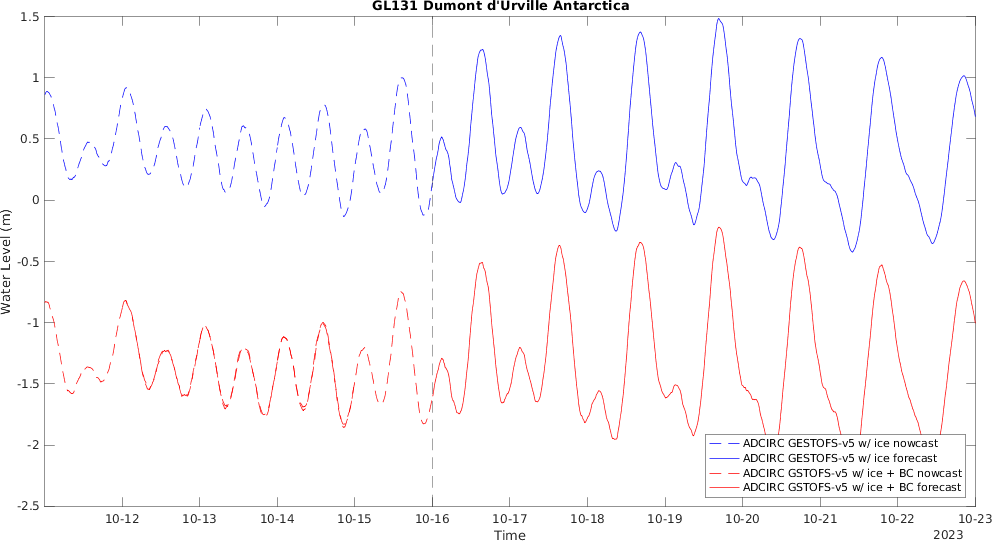 GL131 Dumont d'Urville Antarctica
1.5
1
0.5
0
-0.5
-1
-1.5
-2
-2.5
Water Level (m)
ADCIRC GESTOFS-v5 w/ ice nowcast
ADCIRC GESTOFS-v5 w/ ice forecast
ADCIRC GSTOFS-v5 w/ ice + BC nowcast
ADCIRC GSTOFS-v5 w/ ice + BC forecast
10-12 10-13 10-14 10-15 10-16 10-17 10-18 10-19 10-20 10-21 10-22 10-23
Time
2023